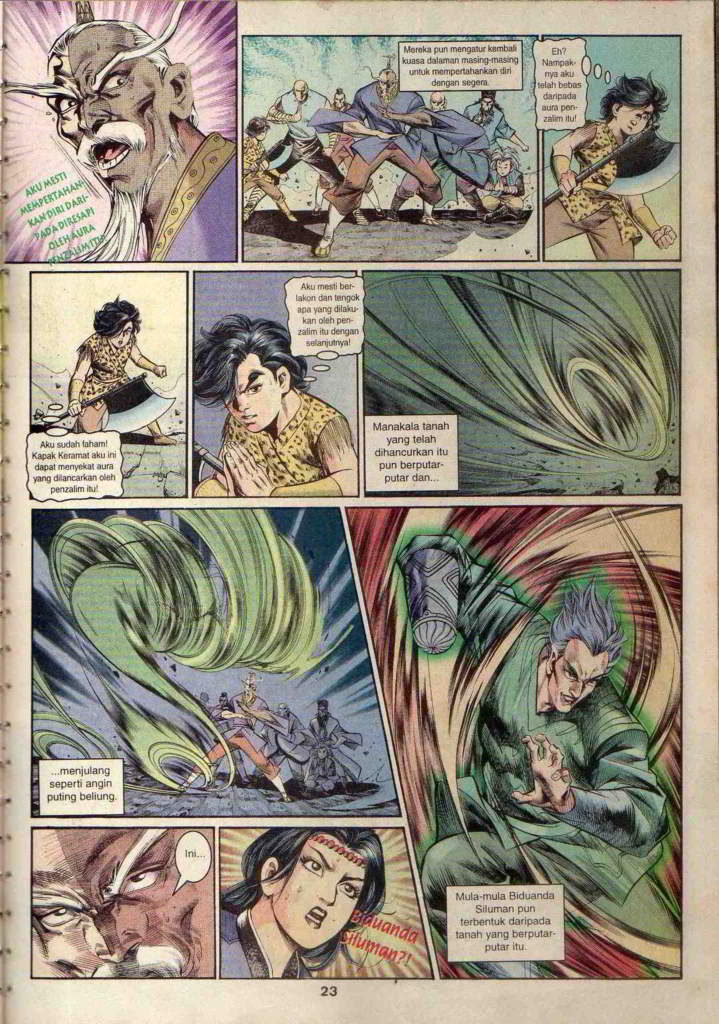 AKU MESTI
MEMPERTAHAN-
KAN DIRI DARI-
PADA DIRESAPI
OLEH AURA
PENZALIM ITU!
Mereka pun mengatur kembali
kuasa dalaman masing-masing
untuk mempertahankan diri
dengan segera.
Eh?
Nampak-
nya aku
telah bebas
daripada
aura pen-
zalim itu!
Aku sudah faham!
Kapak Keramat aku ini
dapat menyekat aura
yang dilancarkan oleh
penzalim itu!
Aku mesti ber-
lakon dan tengok
apa yang dilaku-
kan oleh pen-
zalim itu dengan
selanjutnya!
Manakala tanah
yang telah
dihancurkan itu
pun berputar-
putar dan...
...menjulang
seperti angin
puting beliung.
Mula-mula Biduanda
Siluman pun
terbentuk daripada
tanah yang berputar-
putar itu.
Ini...
Biduanda
Siluman?!
23